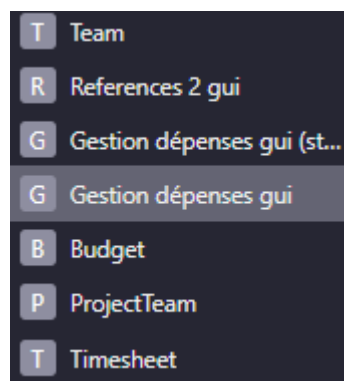 T Team
R References 2 gui
G Gestion dépenses gui (st...
G Gestion dépenses gui
B Budget
P ProjectTeam
T Timesheet